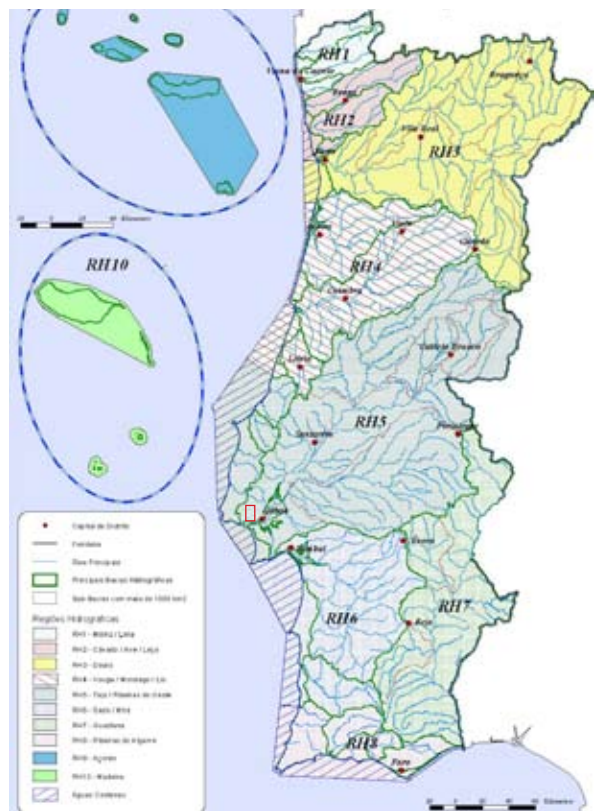 RH1
Viana do Castelo
Bragança
Braga
RH2
Vila Real
RH3
Porto
Viseu
Guarda
RH10
RH4
Coimbra
Leiria
Castelo Branco
RH5
Santarém
Portalegre
Lisboa
Setúbal
Évora
RH6
RH7
Beja
RH8
Faro
Capital de Distrito
Fronteira
Rios Principais
Principais Bacias Hidrográficas
Sub-Bacias com mais de 1000 km2
Regiões Hidrográficas
RH1 - Minho / Lima
RH2 - Cávado / Ave / Leça
RH3 - Douro
RH4 - Vouga / Mondego / Lis
RH5 - Tejo / Ribeiras do Oeste
RH6 - Sado / Mira
RH7 - Guadiana
RH8 - Ribeiras do Algarve
RH9 - Açores
RH10 - Madeira
Águas Costeiras